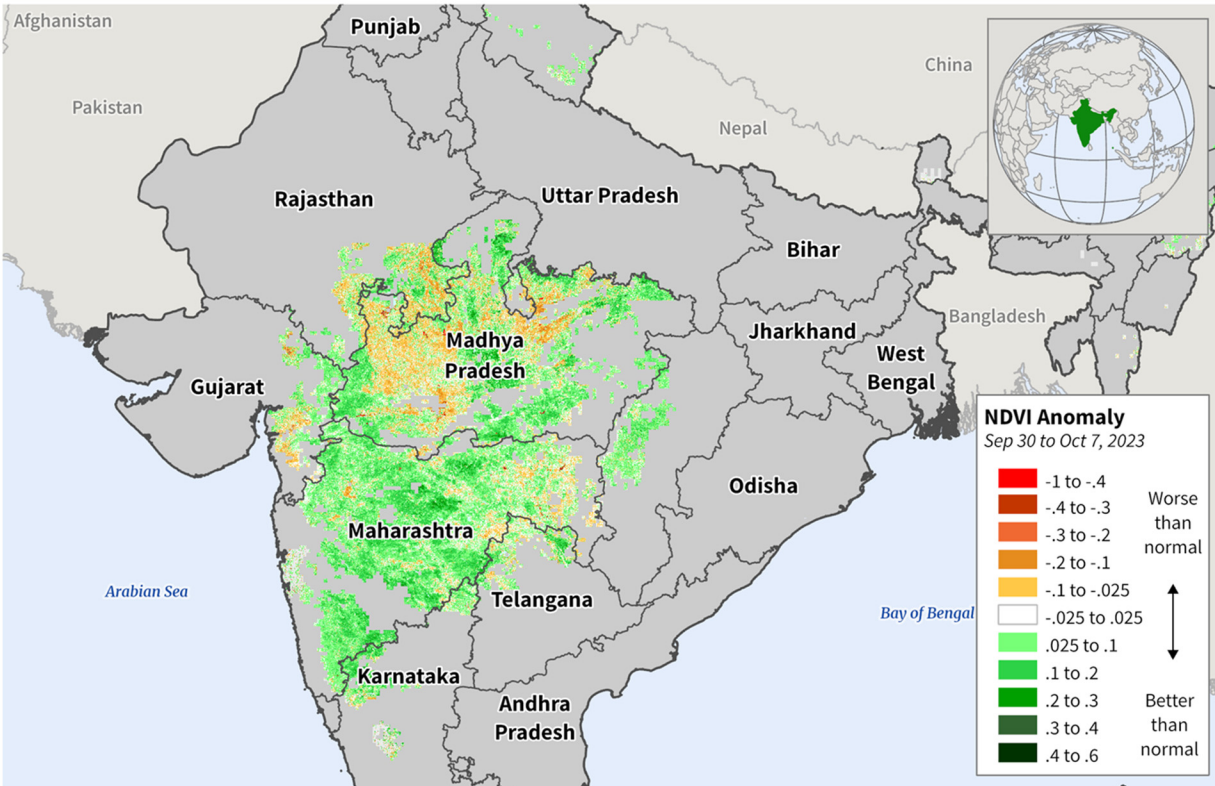 Afghanistan
Punjab
China
Pakistan
Nepal
Rajasthan
Uttar Pradesh
Bihar
Bangladesh
Jharkhand
Madhya
Pradesh
West
Bengal
Gujarat
Odisha
Maharashtra
Arabian Sea
Telangana
Bay of Bengal
Karnataka
Andhra
Pradesh
NDVI Anomaly
Sep 30 to Oct 7, 2023
-1 to -.4
-.4 to -.3
-.3 to -.2
-.2 to -.1
-.1 to -.025
-.025 to .025
.025 to .1
.1 to .2
.2 to .3
.3 to .4
.4 to .6
Worse
than
normal
Better
than
normal